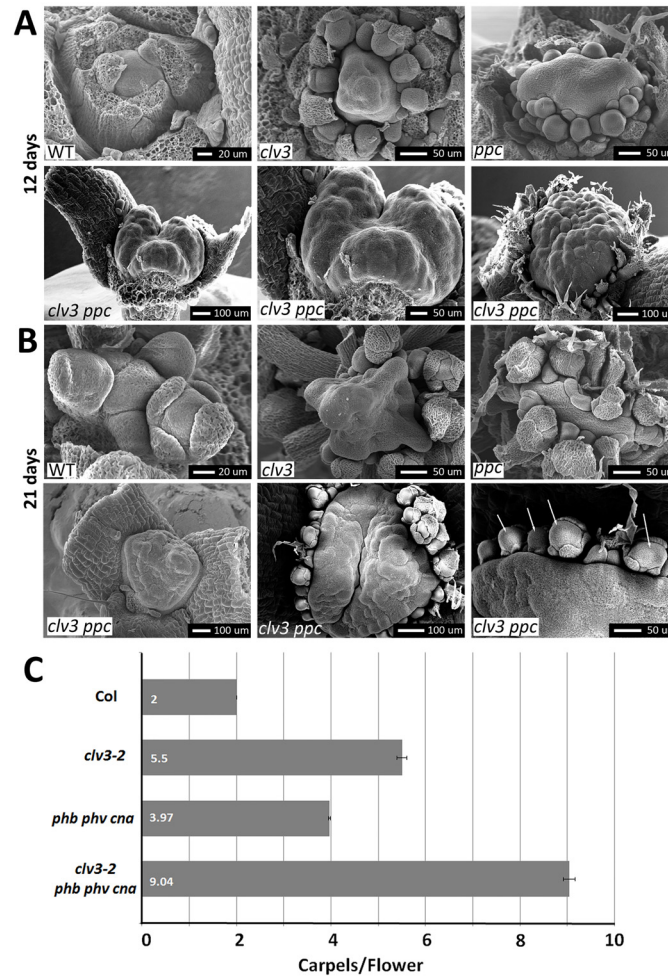 A
12 days
WT
20 um
clv3
50 um
ppc
50 um
clv3 ppc
100 um
clv3 ppc
50 um
clv3 ppc
100 um
B
21 days
WT
20 um
clv3
50 um
ppc
50 um
clv3 ppc
100 um
clv3 ppc
100 um
clv3 ppc
50 um
C
Col
2
clv3-2
5.5
phb phv cna
3.97
clv3-2
phb phv cna
9.04
0 2 4 6 8 10
Carpels/Flower